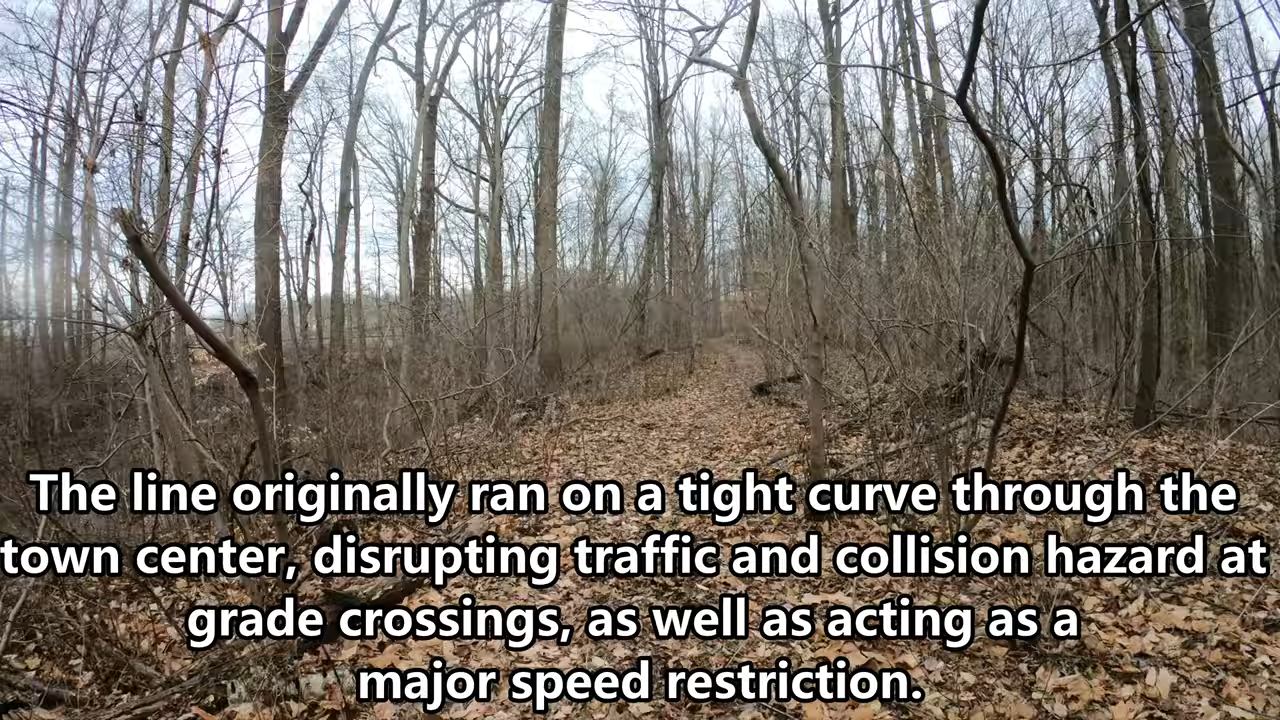 The line originally ran on a tight curve through the
town center, disrupting traffic and collision hazard at
grade crossings, as well as acting as a
major speed restriction.